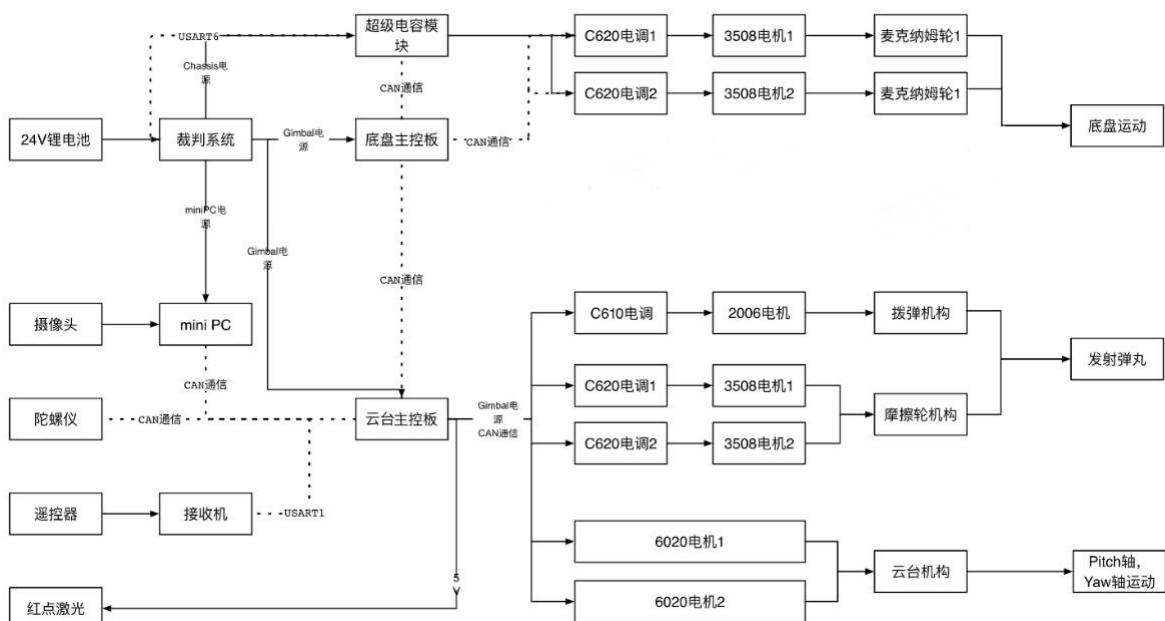 USART6
超级电容模
块
C620电调1
3508电机1
麦克纳姆轮1
Chassis电
源
CAN通信
C620电调2
3508电机2
麦克纳姆轮1
24V锂电池
裁判系统
Gimbal电
源
底盘主控板
CAN通信
底盘运动
miniPC电
源
Gimbal电
源
CAN通信
摄像头
mini PC
C610电调
2006电机
拨弹机构
发射弹丸
CAN通信
C620电调1
3508电机1
陀螺仪
CAN通信
云台主控板
Gimbal电
源
CAN通信
摩擦轮机构
C620电调2
3508电机2
遥控器
接收机
USART1
6020电机1
云台机构
Pitch轴,
Yaw轴运动
5
V
红点激光
6020电机2